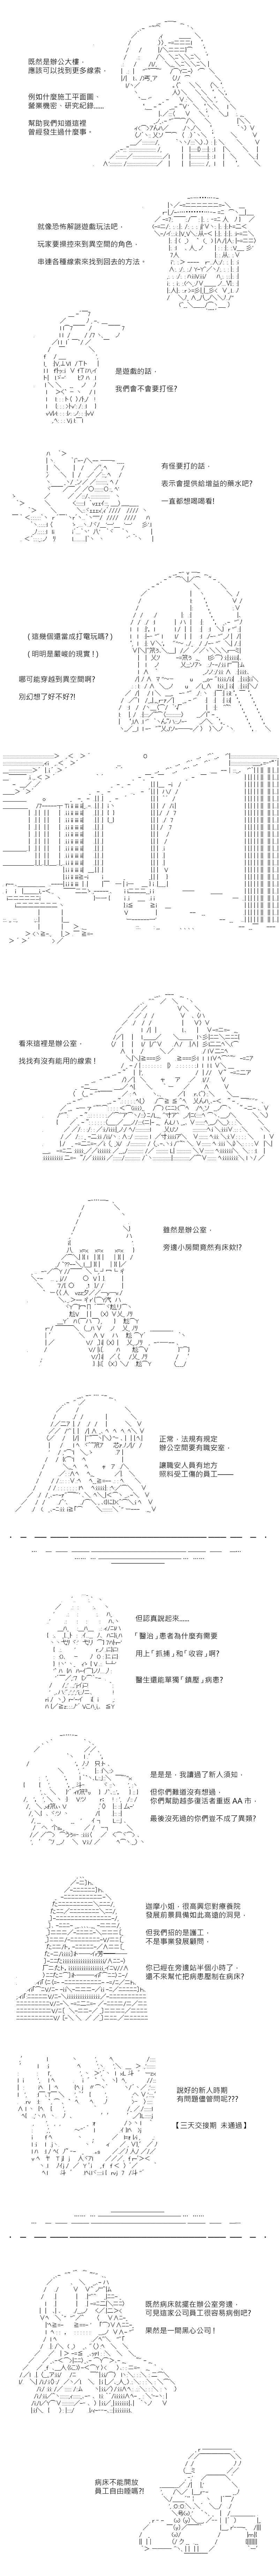 既然是辦公大樓，
應該可以找到更多線索。
例如什麼施工平面圖、
營業機密，研究紀錄……
幫助我們知道這裡
曾經發生過什麼事。
就像恐怖解謎遊戲玩法吧，
玩家要摸控來到異空間的角色，
串連各種線索來找到回去的方法。
是遊戲的話，
我們會不會要打怪？
有怪要打的話，
表示會提供給增益的藥水吧？
一直都想喝喝看！
（這幾個還當成打電玩嗎？）
（明明是嚴峻的現實！）
哪可能穿越到異空間啊？
別幻想了好不好?!
看來這裡是辦公室，
找找有沒有能用的線索！
雖然是辦公室，
旁邊小房間竟然有床欸!?
正常，法規有規定
辦公空間要有職安室，
讓職安人員有地方
照料受工傷的員工——
但認真說起來……
「醫治」患者為什麼有需要
用上「抓捕」和「收容」啊？
醫生還能單獨「鎮壓」病患？
是是是，我讀過了新人須知，
但你們難道沒有想過，
你們幫助越多復活者重返AA市，
最後沒死過的你們豈不成了異類？
迦摩小姐，很高興您對療養院
發展前景具備如此高遠的洞見，
但我們招的是護工，
不是事業發展顧問，
你已經在旁邊站半個小時了，
還不來幫忙把病患壓制在病床？
說好的新人時期
有問題儘管問呢???
【三天交接期 未通過】
既然病床就擺在辦公室旁邊，
可見這家公司員工很容易病倒吧？
果然是一間黑心公司！
病床不能開放
員工自由睡嗎?!